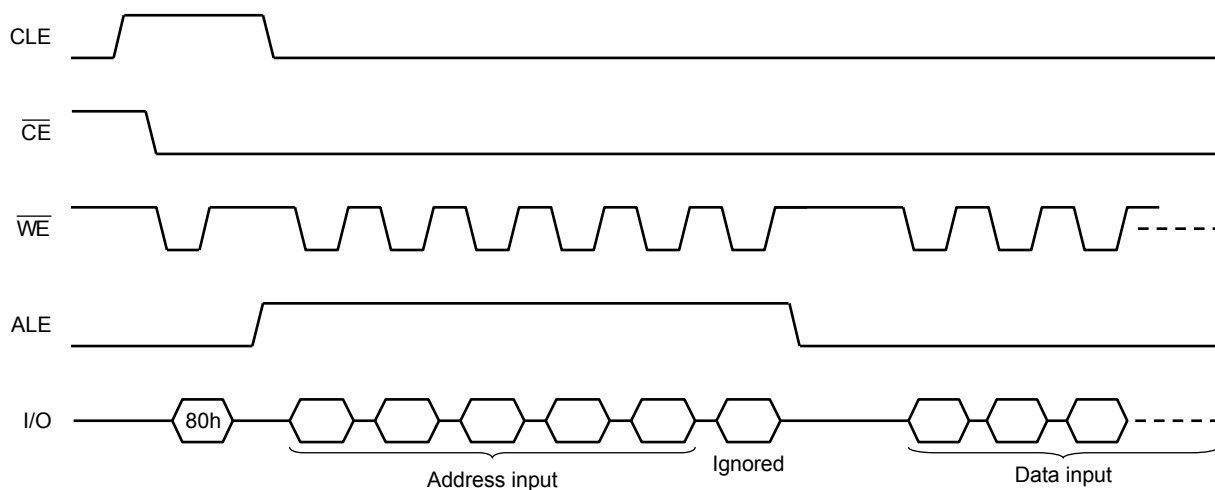 CLE
CE
WE
ALE
I/O
80h
Address input
Ignored
Data input